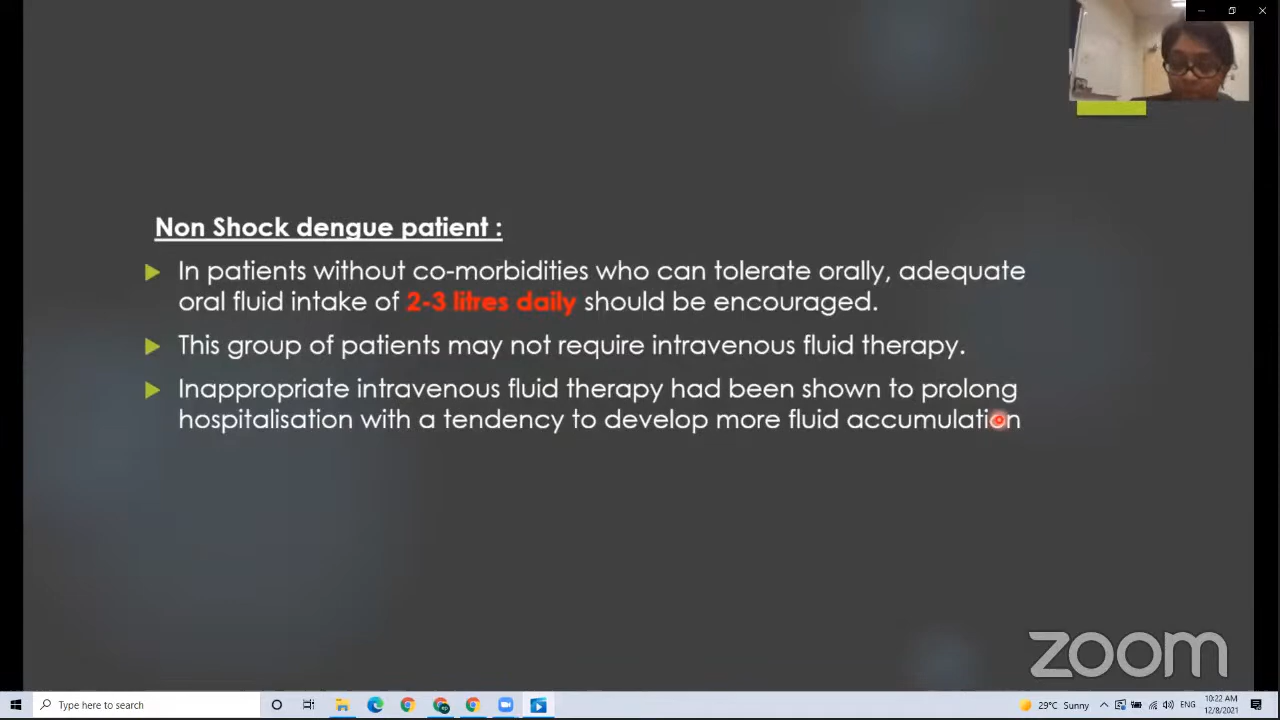 Non Shock dengue patient :
In patients without co-morbidities who can tolerate orally, adequate
oral fluid intake of 2-3 litres daily should be encouraged.
This group of patients may not require intravenous fluid therapy.
Inappropriate intravenous fluid therapy had been shown to prolong
hospitalisation with a tendency to develop more fluid accumulation
zoom
Type here to search
29°C Sunny
10:22 AM
12/8/2021